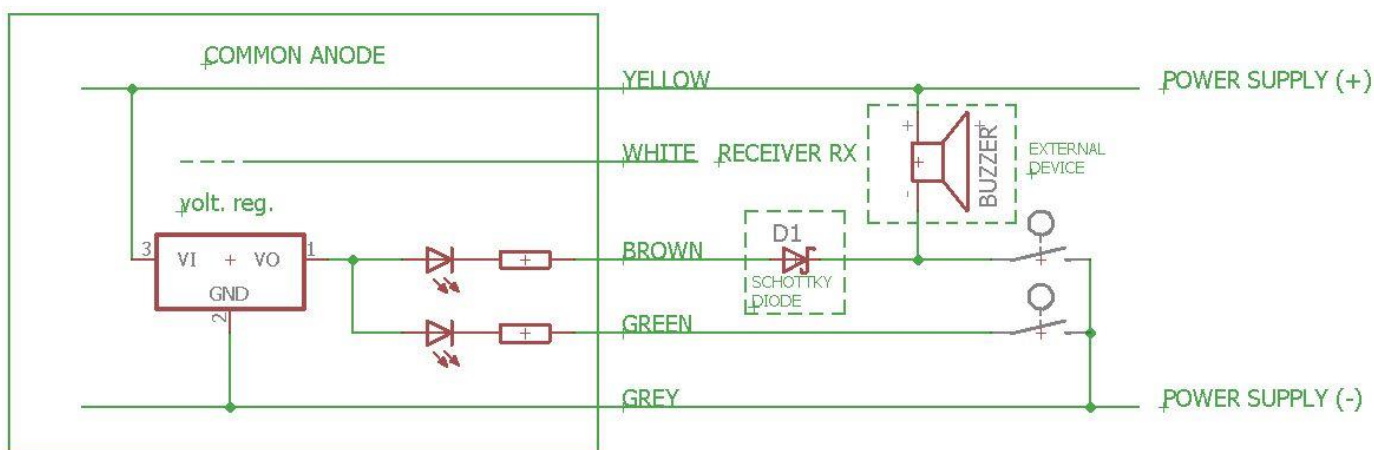 COMMON ANODE
YELLOW
POWER SUPPLY (+)
WHITE
RECEIVER RX
+
+
-
BUZZER
EXTERNAL
DEVICE
volt. reg.
3
VI
VO
1
GND
2
BROWN
D1
SCHOTTKY
DIODE
GREEN
GREY
POWER SUPPLY (-)